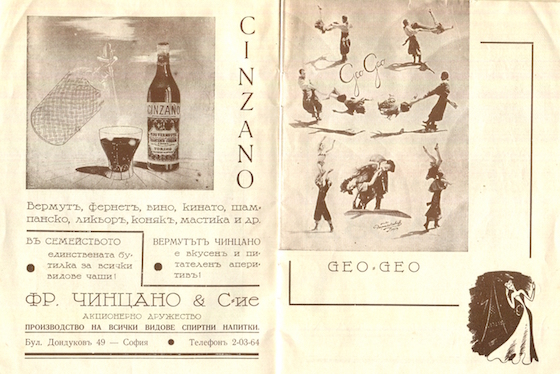 CINZANO
CINZANO
Вермутъ, фернетъ, вино, кинато, шам-
панско, ликьоръ, конякъ, мастика и др.
ВЪ СЕМЕЙСТВОТО
единствената бу-
тилка за всички
видове чаши!
ВЕРМУТЪТЪ ЧИНЦАНО
е вкусенъ и пи-
тателенъ апери-
тивъ!
ФР. ЧИНЦАНО & С-ие
АКЦИОНЕРНО ДРУЖЕСТВО
ПРОИЗВОДСТВО НА ВСИЧКИ ВИДОВЕ СПИРТНИ НАПИТКИ.
Бул. Дондуковъ 49 — София • Телефонъ 2-03-64
Geo Geo
GEO-GEO